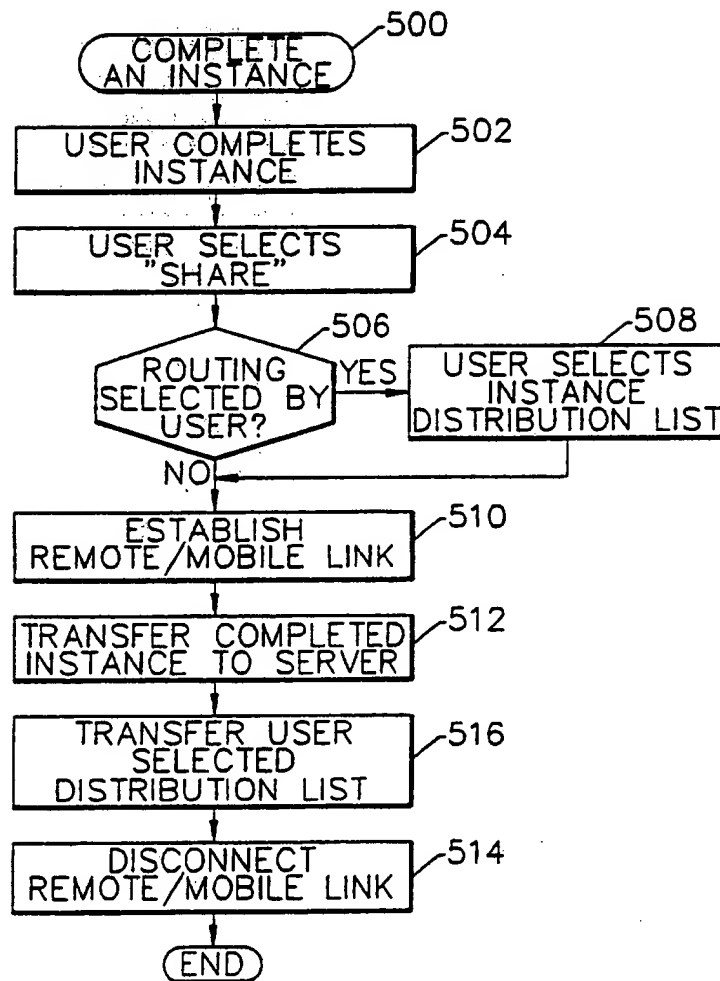 COMPLETE
AN INSTANCE
500
USER COMPLETES
INSTANCE
502
USER SELECTS
"SHARE"
504
ROUTING
SELECTED BY
USER?
506
YES
USER SELECTS
INSTANCE
DISTRIBUTION LIST
508
NO
ESTABLISH
REMOTE/MOBILE LINK
510
TRANSFER COMPLETED
INSTANCE TO SERVER
512
TRANSFER USER
SELECTED
DISTRIBUTION LIST
516
DISCONNECT
REMOTE/MOBILE LINK
514
END